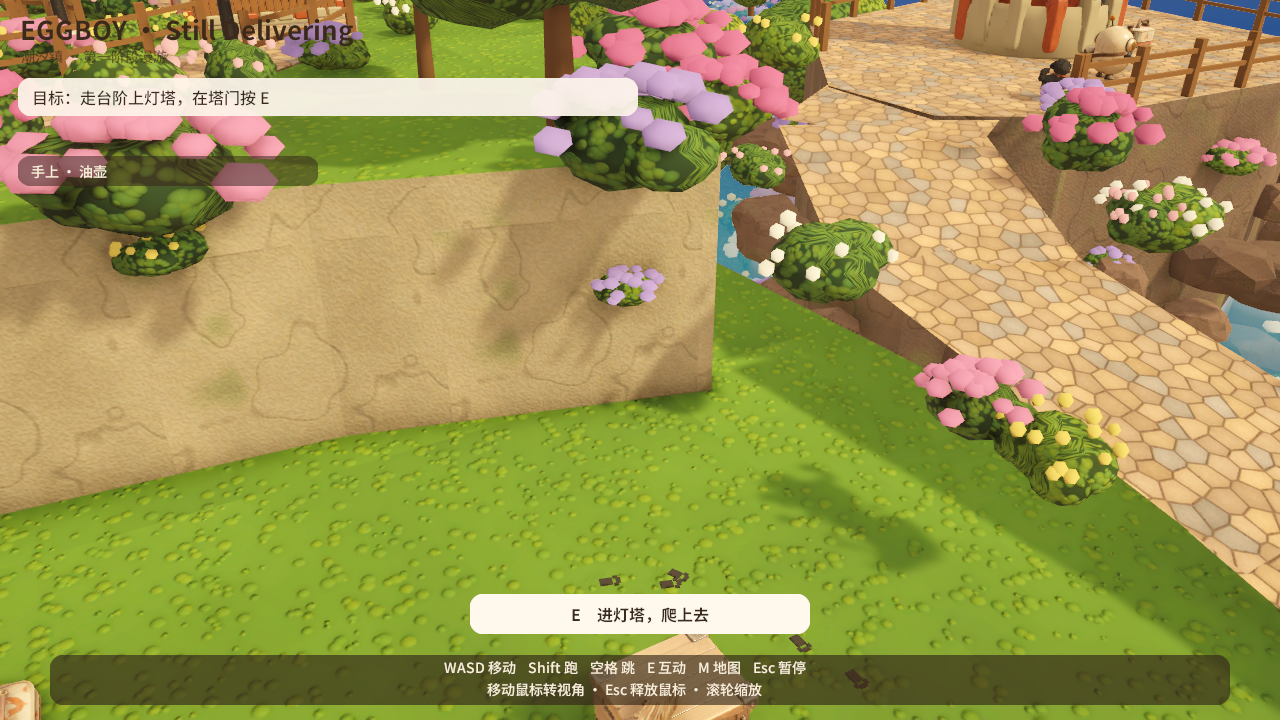 EGGBOY · Still Delivering
目标：走台阶上灯塔，在塔门按 E
手上 · 油壶
E 进灯塔，爬上去
WASD 移动 Shift 跑 空格 跳 E 互动 M 地图 Esc 暂停
移动鼠标转视角 · Esc 释放鼠标 · 滚轮缩放